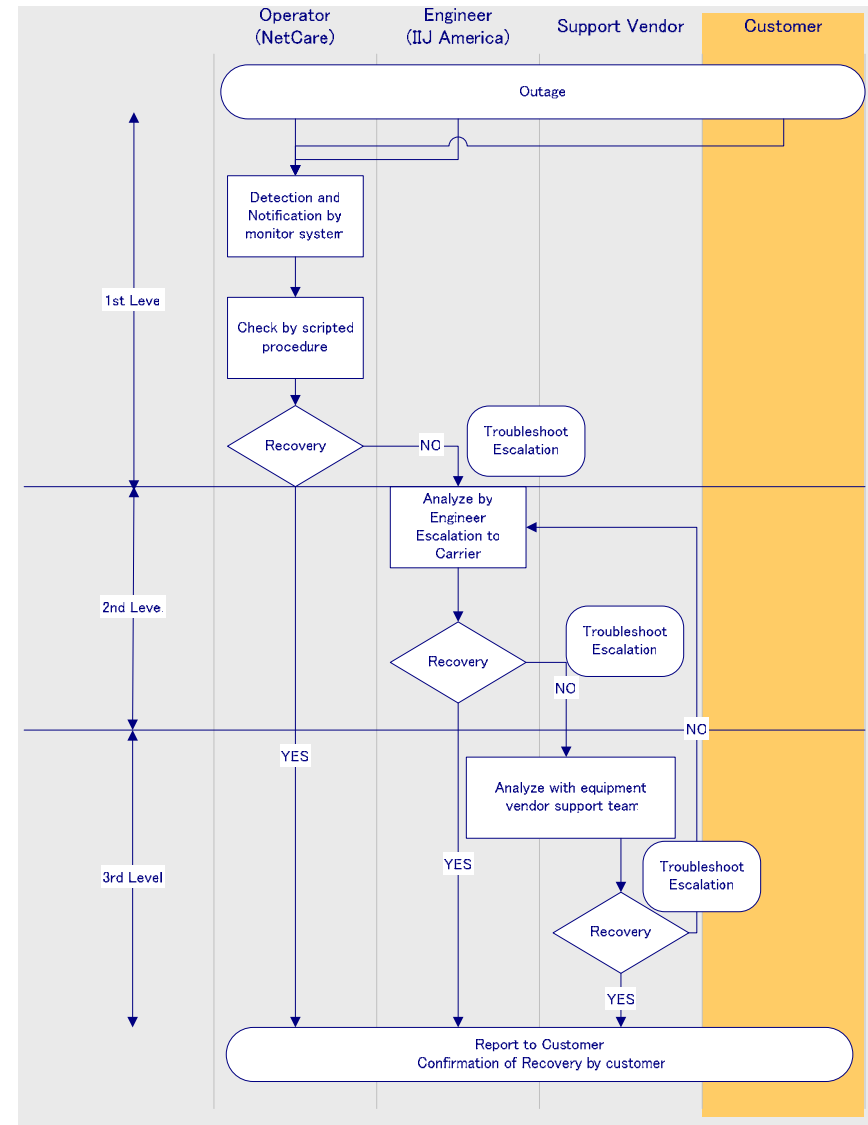 Operator
(NetCare)
Engineer
(IIJ America)
Support Vendor
Customer
Outage
Detection and
Notification by
monitor system
1st Leve
Check by scripted
procedure
Recovery
NO
Troubleshoot
Escalation
Analyze by
Engineer
Escalation to
Carrier
2nd Leve
Recovery
Troubleshoot
Escalation
NO
NO
YES
Analyze with equipment
vendor support team
YES
3rd Level
Troubleshoot
Escalation
Recovery
YES
Report to Customer
Confirmation of Recovery by customer